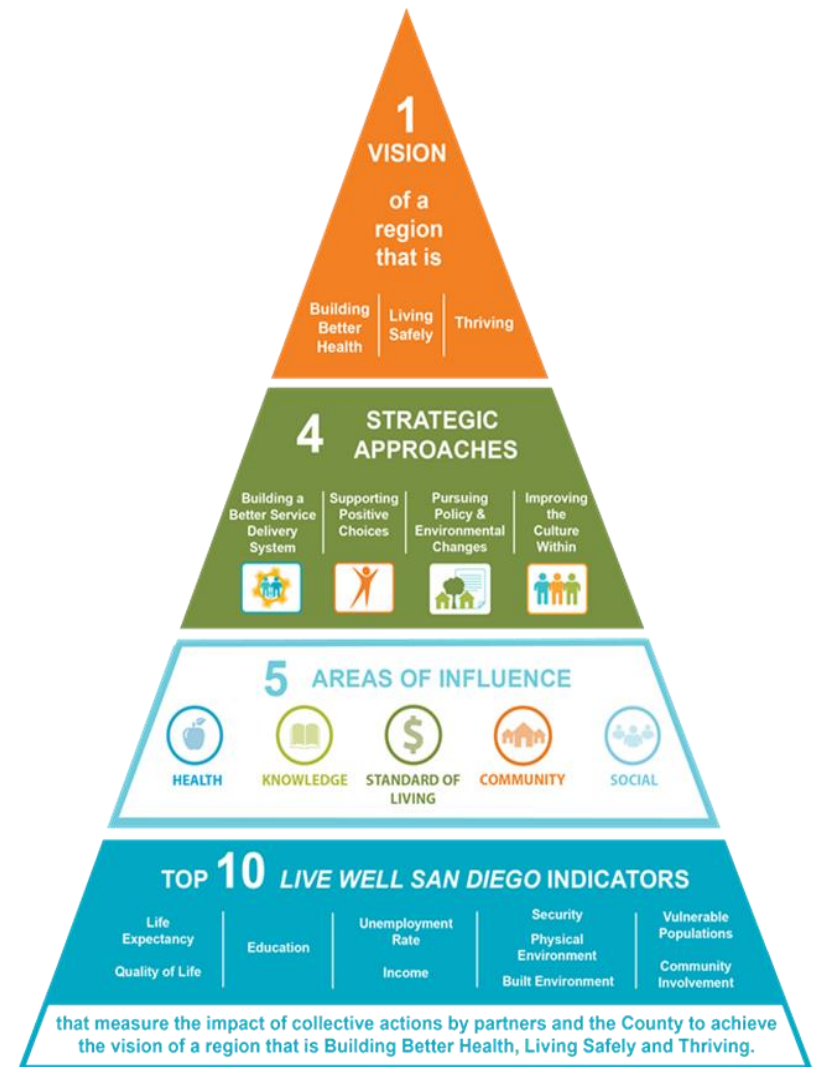 1
VISION
of a
region
that is
Building
Better
Health
Living
Safely
Thriving
4
STRATEGIC
APPROACHES
Building a
Better Service
Delivery
System
Supporting
Positive
Choices
Pursuing
Policy &
Environmental
Changes
Improving
the
Culture
Within
5 AREAS OF INFLUENCE
$
HEALTH
KNOWLEDGE
STANDARD OF
LIVING
COMMUNITY
SOCIAL
TOP 10 LIVE WELL SAN DIEGO INDICATORS
Life
Expectancy
Quality of Life
Education
Unemployment
Rate
Income
Security
Physical
Environment
Built Environment
Vulnerable
Populations
Community
Involvement
that measure the impact of collective actions by partners and the County to achieve
the vision of a region that is Building Better Health, Living Safely and Thriving.